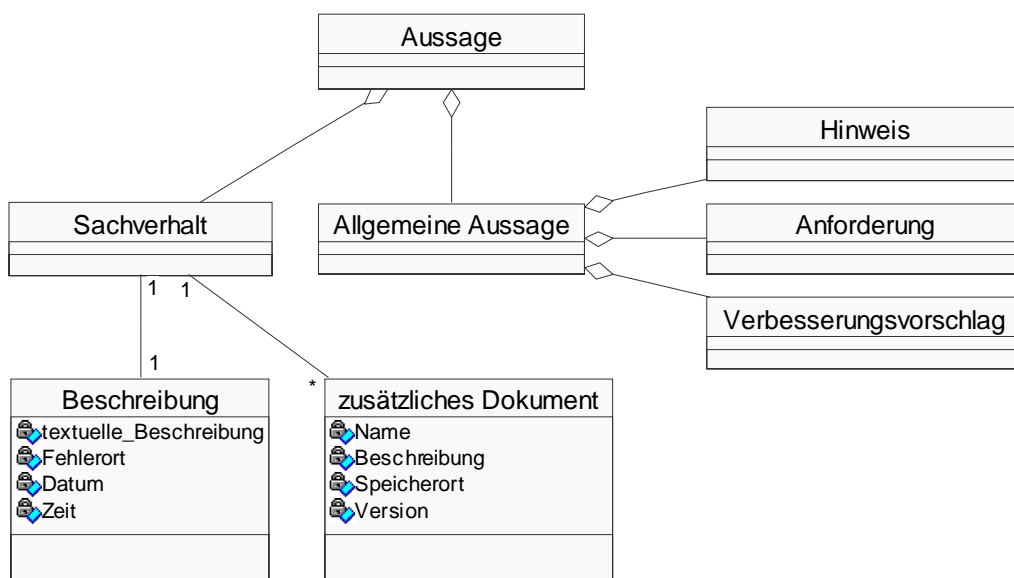 Aussage
Hinweis
Sachverhalt
Allgemeine Aussage
Anforderung
Verbesserungsvorschlag
1
1
1
*
Beschreibung
textuelle_Beschreibung
Fehlerort
Datum
Zeit
zusätzliches Dokument
Name
Beschreibung
Speicherort
Version